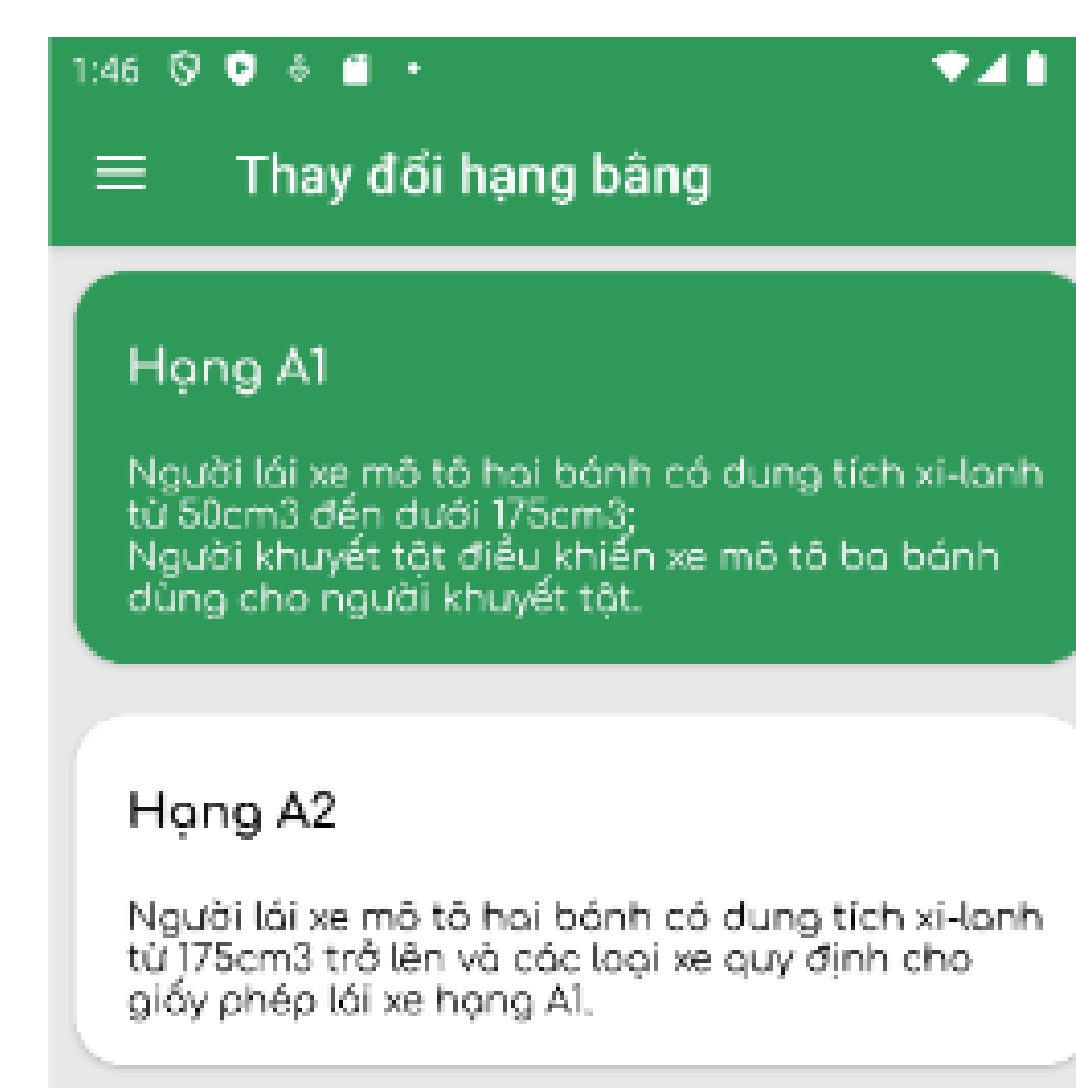 1:46
Thay đổi hạng bằng
Hạng A1
Người lái xe mô tô hai bánh có dung tích xi-lanh
từ 50cm3 đến dưới 175cm3;
Người khuyết tật điều khiển xe mô tô ba bánh
dùng cho người khuyết tật.
Hạng A2
Người lái xe mô tô hai bánh có dung tích xi-lanh
từ 175cm3 trở lên và các loại xe quy định cho
giấy phép lái xe hạng A1.